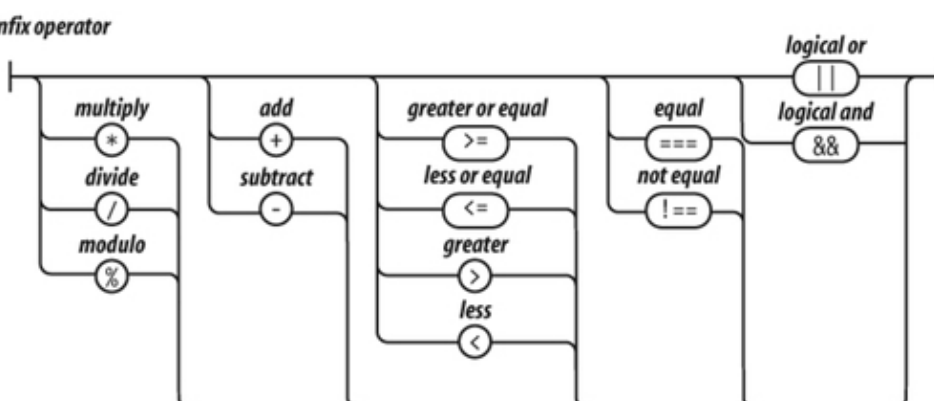 nfix operator
logical or
||
multiply
add
greater or equal
equal
logical and
*
+
>=
===
&&
divide
subtract
less or equal
not equal
/
-
<=
!==
modulo
greater
%
>
less
<